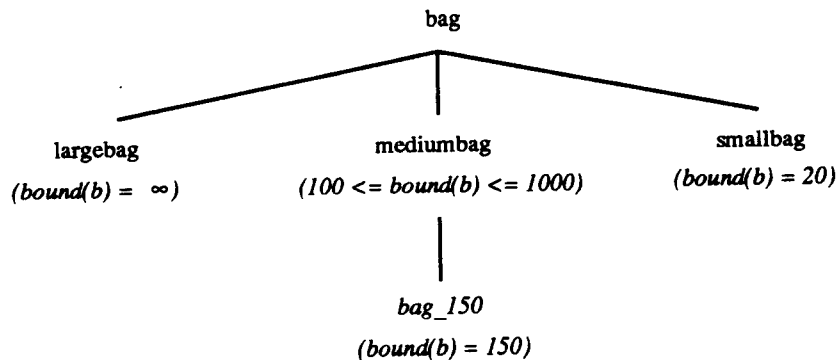 bag
largebag
mediumbag
smallbag
(bound(b) = ∞)
(100 <= bound(b) <= 1000)
(bound(b) = 20)
bag_150
(bound(b) = 150)